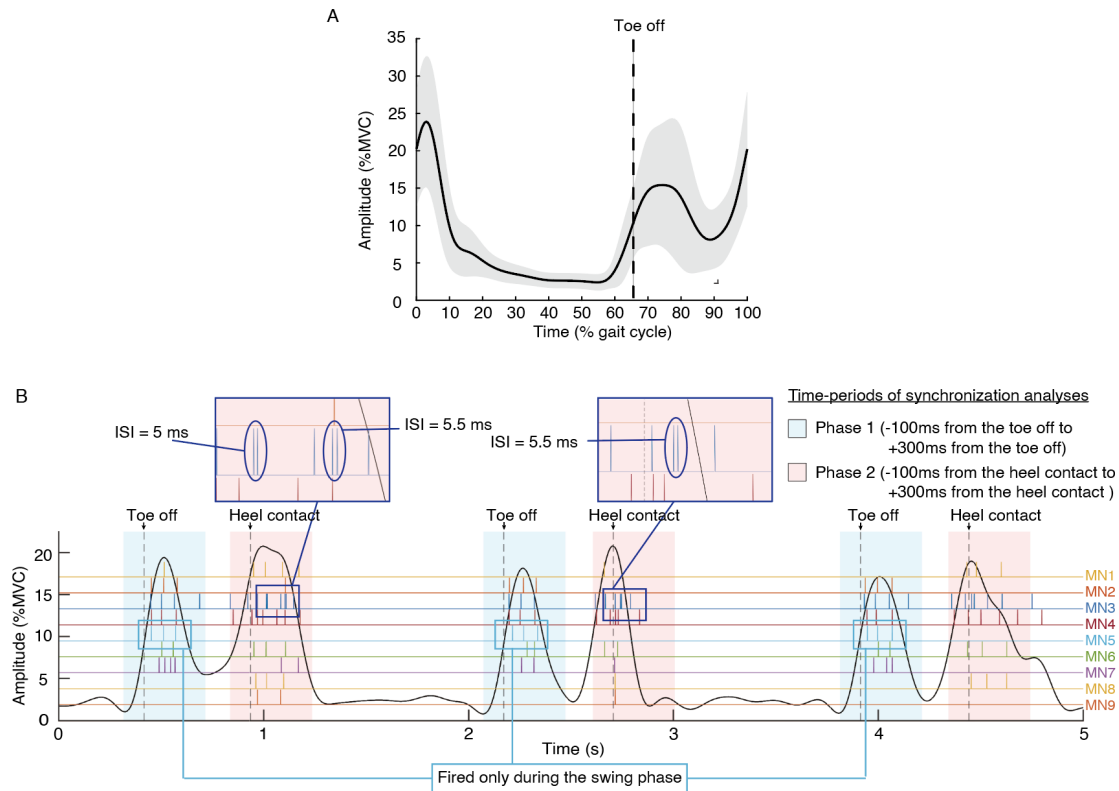 A
Toe off
35
30
25
20
15
10
5
0
Amplitude (%MVC)
0 10 20 30 40 50 60 70 80 90 100
Time (% gait cycle)
B
ISI = 5 ms
ISI = 5.5 ms
ISI = 5.5 ms
Time-periods of synchronization analyses
Phase 1 (-100ms from the toe off to
+300ms from the toe off)
Phase 2 (-100ms from the heel contact to
+300ms from the heel contact )
Toe off
Heel contact
Toe off
Heel contact
Toe off
Heel contact
20
15
10
5
0
Amplitude (%MVC)
MN1
MN2
MN3
MN4
MN5
MN6
MN7
MN8
MN9
0 1 2 3 4 5
Time (s)
Fired only during the swing phase